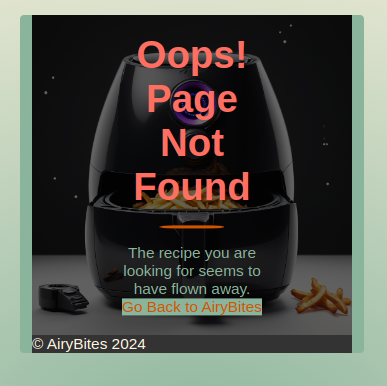 Oops!
Page
Not
Found
The recipe you are
looking for seems to
have flown away.
Go Back to AiryBites
© AiryBites 2024